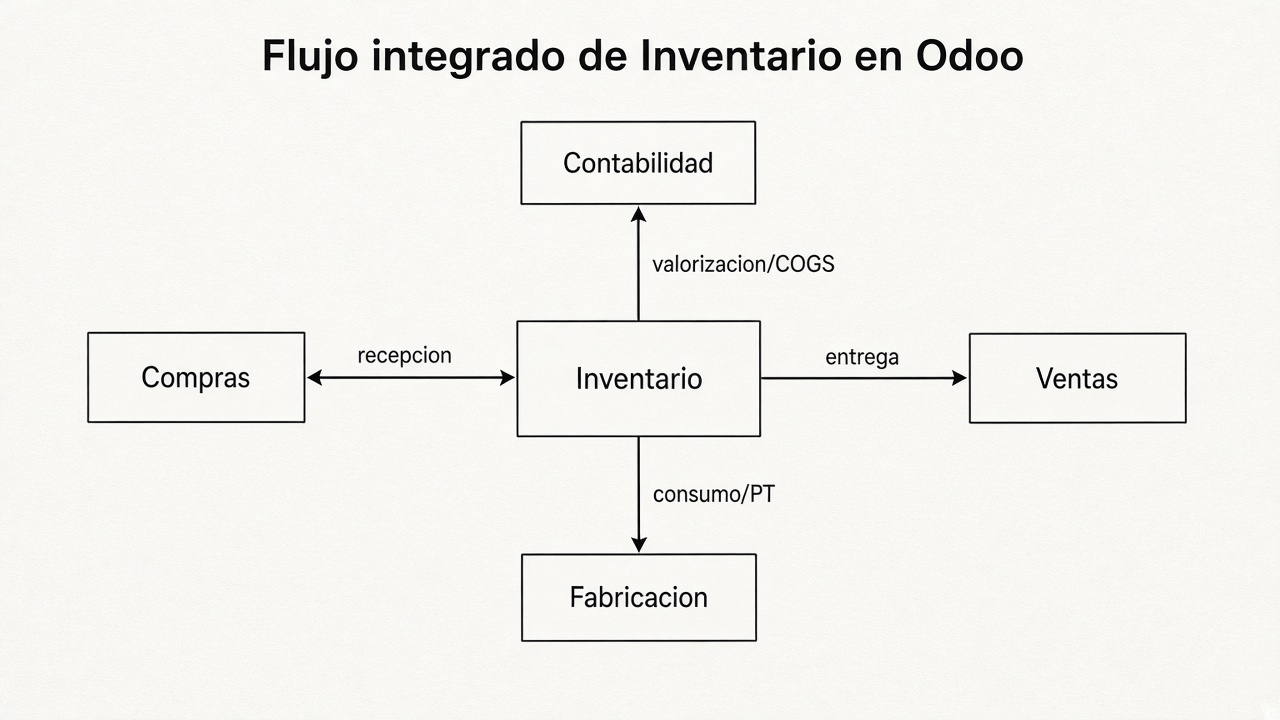 Flujo integrado de Inventario en Odoo
Contabilidad
valorizacion/COGS
Compras
recepcion
Inventario
entrega
Ventas
consumo/PT
Fabricacion